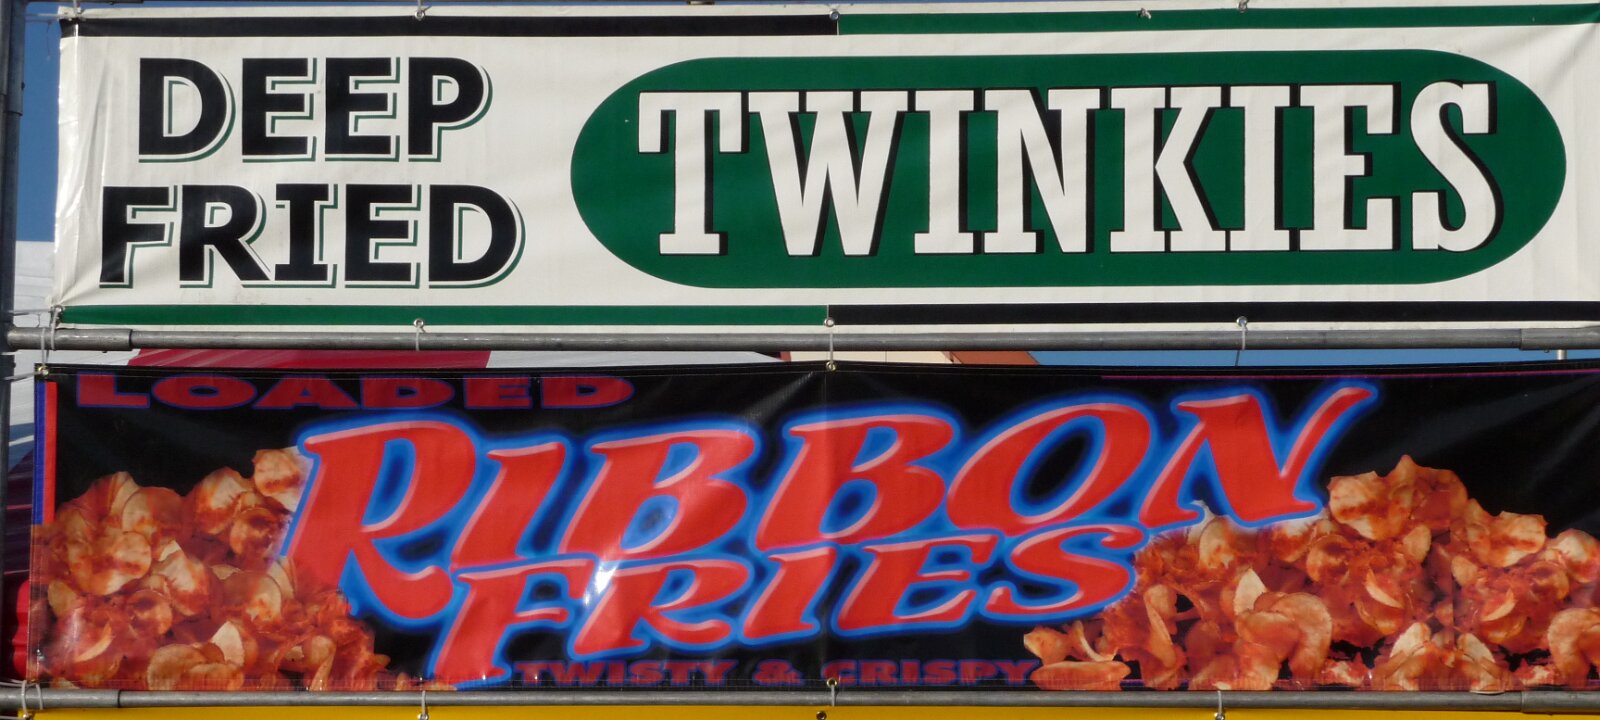 DEEP
FRIED
TWINKIES
LOADED
RIBBON
FRIES
TWISTY & CRISPY